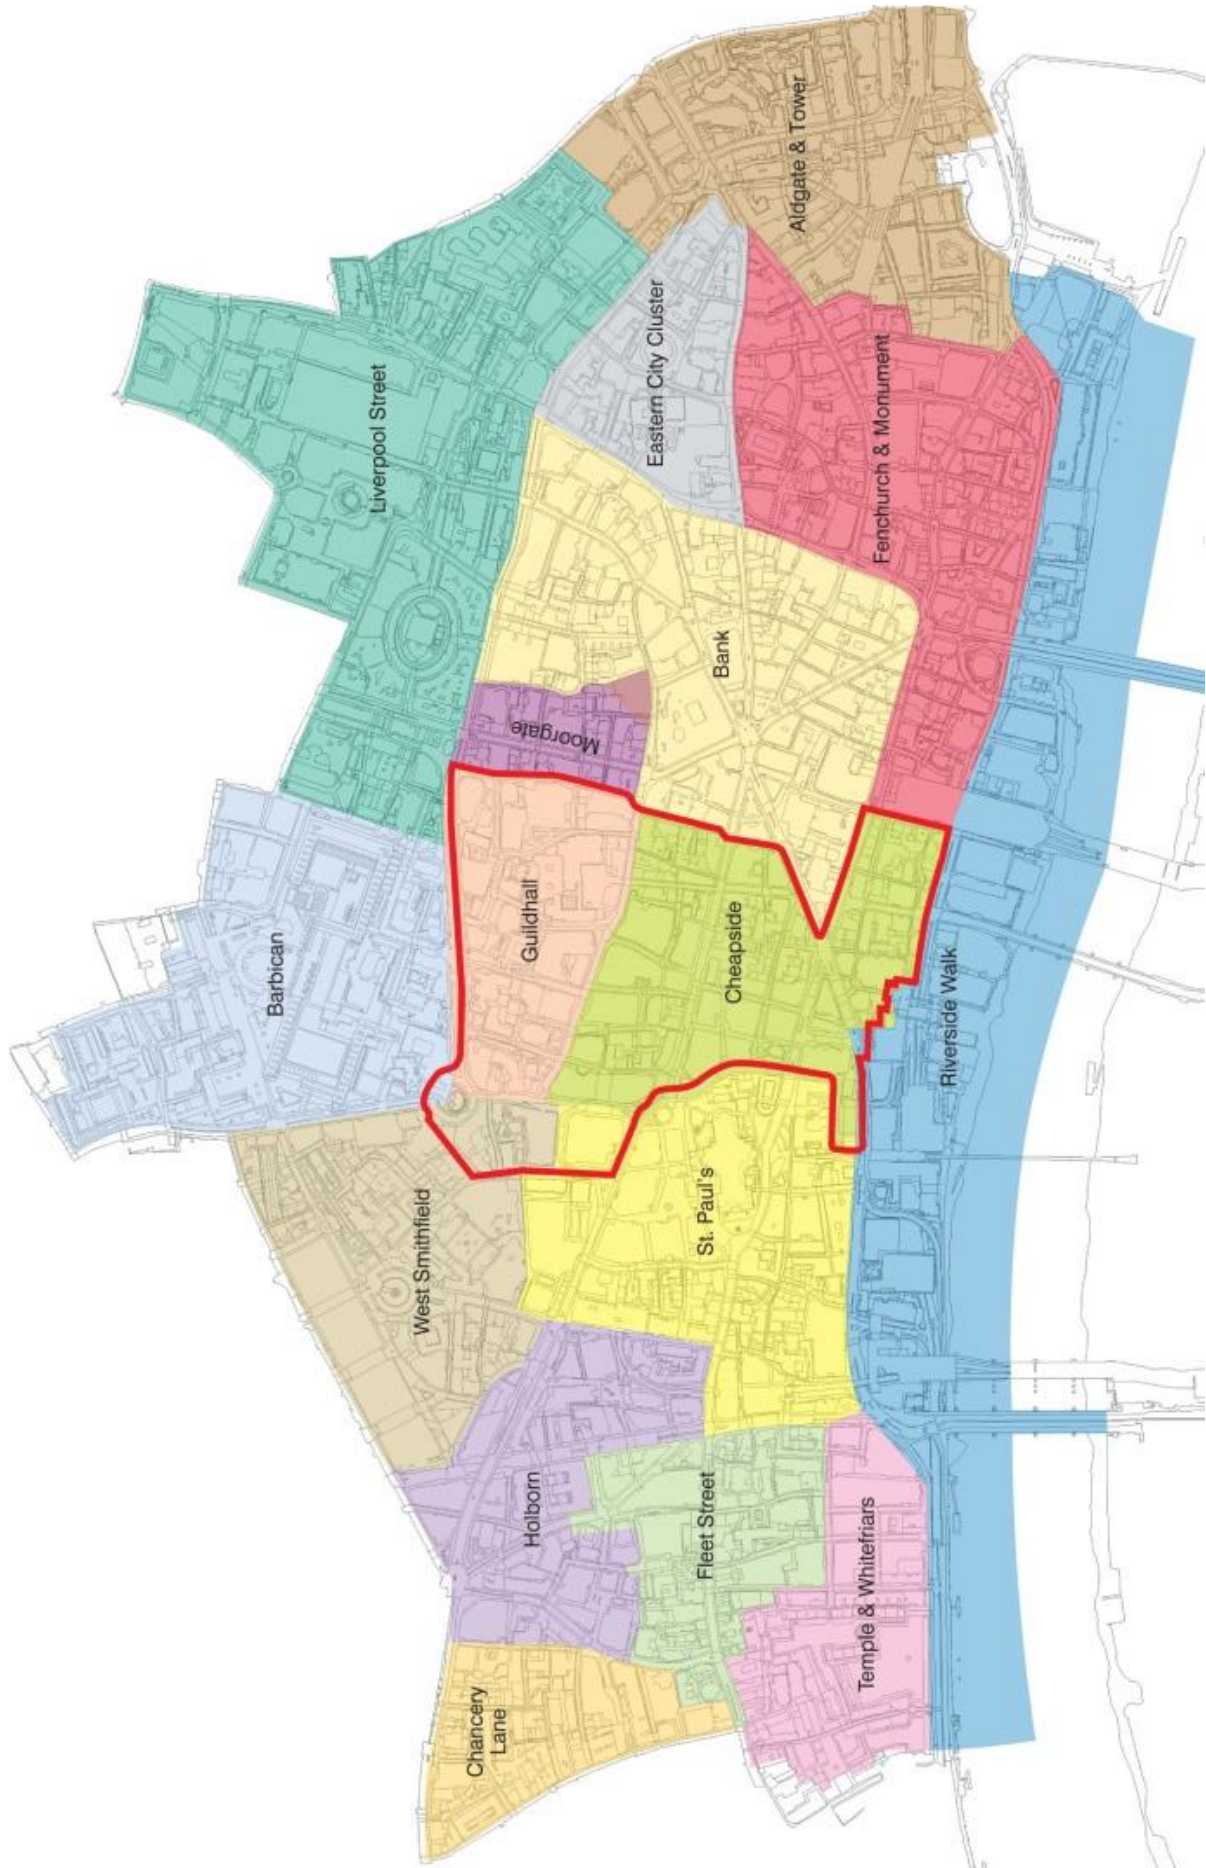 Chancery
Lane
Holborn
Fleet Street
Temple & Whitefriars
West Smithfield
St. Paul's
Barbican
Guildhall
Cheapside
Riverside Walk
Moorgate
Bank
Liverpool Street
Eastern City Cluster
Fenchurch & Monument
Aldgate & Tower